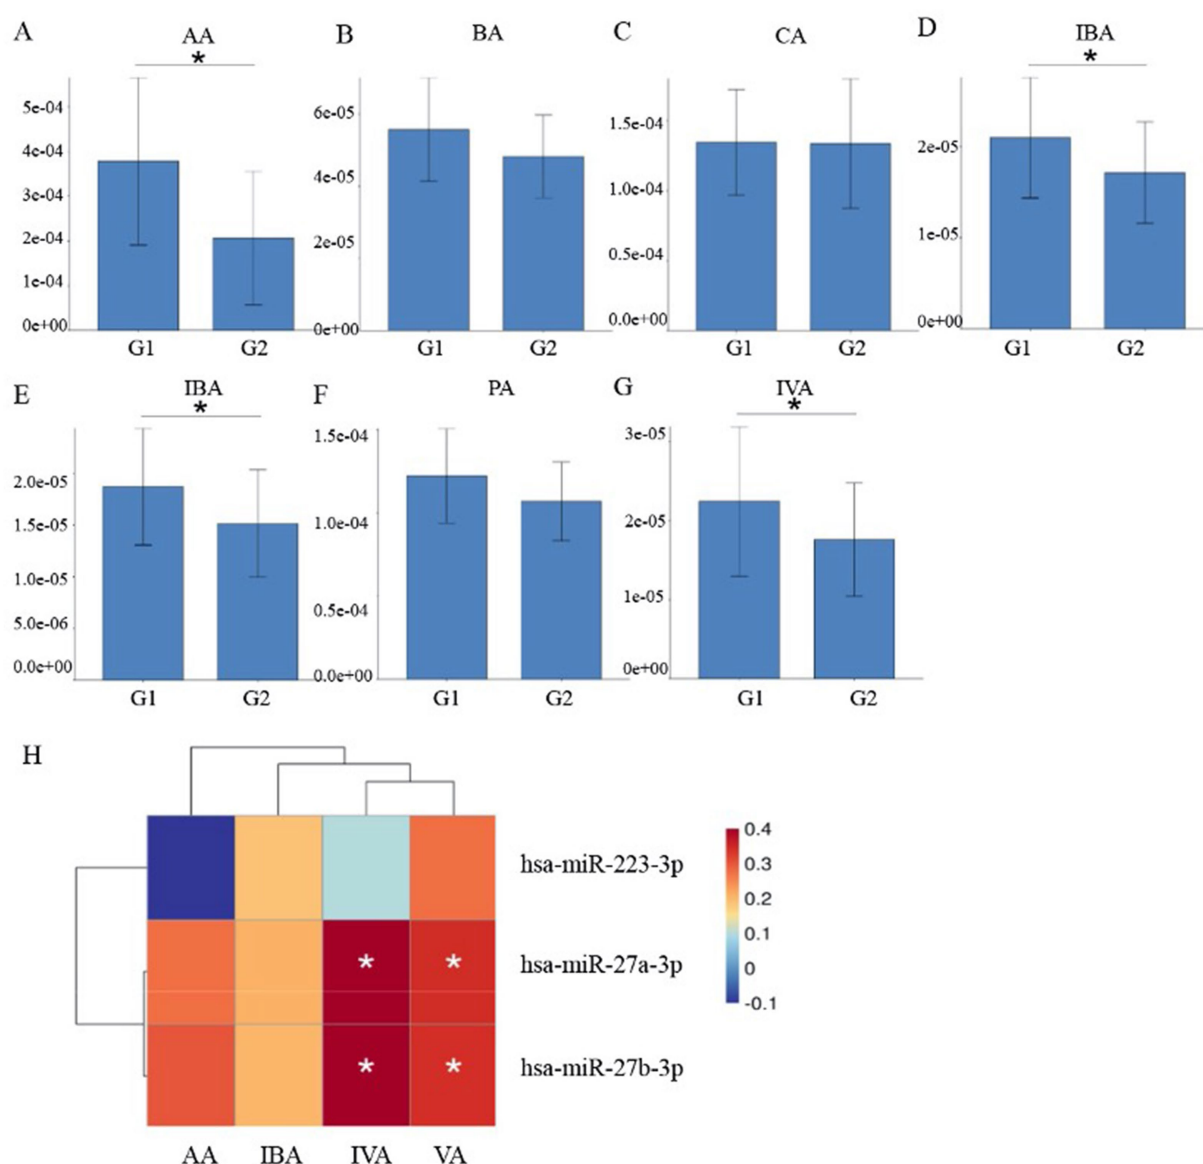 A
AA
*
5e-04
4e-04
3e-04
2e-04
1e-04
0e+00
G1
G2
B
BA
6e-05
4e-05
2e-05
0e+00
G1
G2
C
CA
1.5e-04
1.0e-04
0.5e-04
0.0e+00
G1
G2
D
IBA
*
2e-05
1e-05
0e+00
G1
G2
E
IBA
*
2.0e-05
1.5e-05
1.0e-05
5.0e-06
0.0e+00
G1
G2
F
PA
1.5e-04
1.0e-04
0.5e-04
0.0e+00
G1
G2
G
IVA
*
3e-05
2e-05
1e-05
0e+00
G1
G2
H
hsa-miR-223-3p
* * hsa-miR-27a-3p
* * hsa-miR-27b-3p
AA IBA IVA VA
0.4
0.3
0.2
0.1
0
-0.1